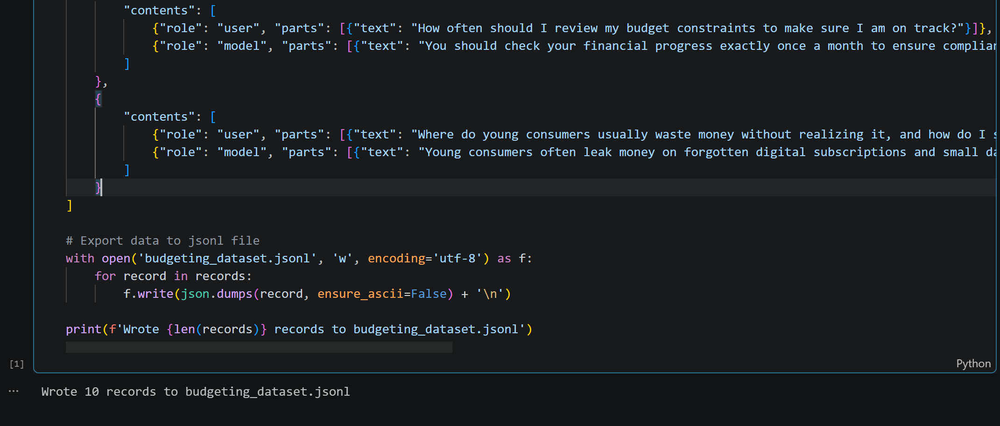 "contents": [
{"role": "user", "parts": [{"text": "How often should I review my budget constraints to make sure I am on track?"}]},
{"role": "model", "parts": [{"text": "You should check your financial progress exactly once a month to ensure
]
},
{
"contents": [
{"role": "user", "parts": [{"text": "Where do young consumers usually waste money without realizing it, and how do I
{"role": "model", "parts": [{"text": "Young consumers often leak money on forgotten digital subscriptions and small
]
}
]
# Export data to jsonl file
with open('budgeting_dataset.jsonl', 'w', encoding='utf-8') as f:
for record in records:
f.write(json.dumps(record, ensure_ascii=False) + '\n')
print(f'Wrote {len(records)} records to budgeting_dataset.jsonl')
[1]
Python
... Wrote 10 records to budgeting_dataset.jsonl